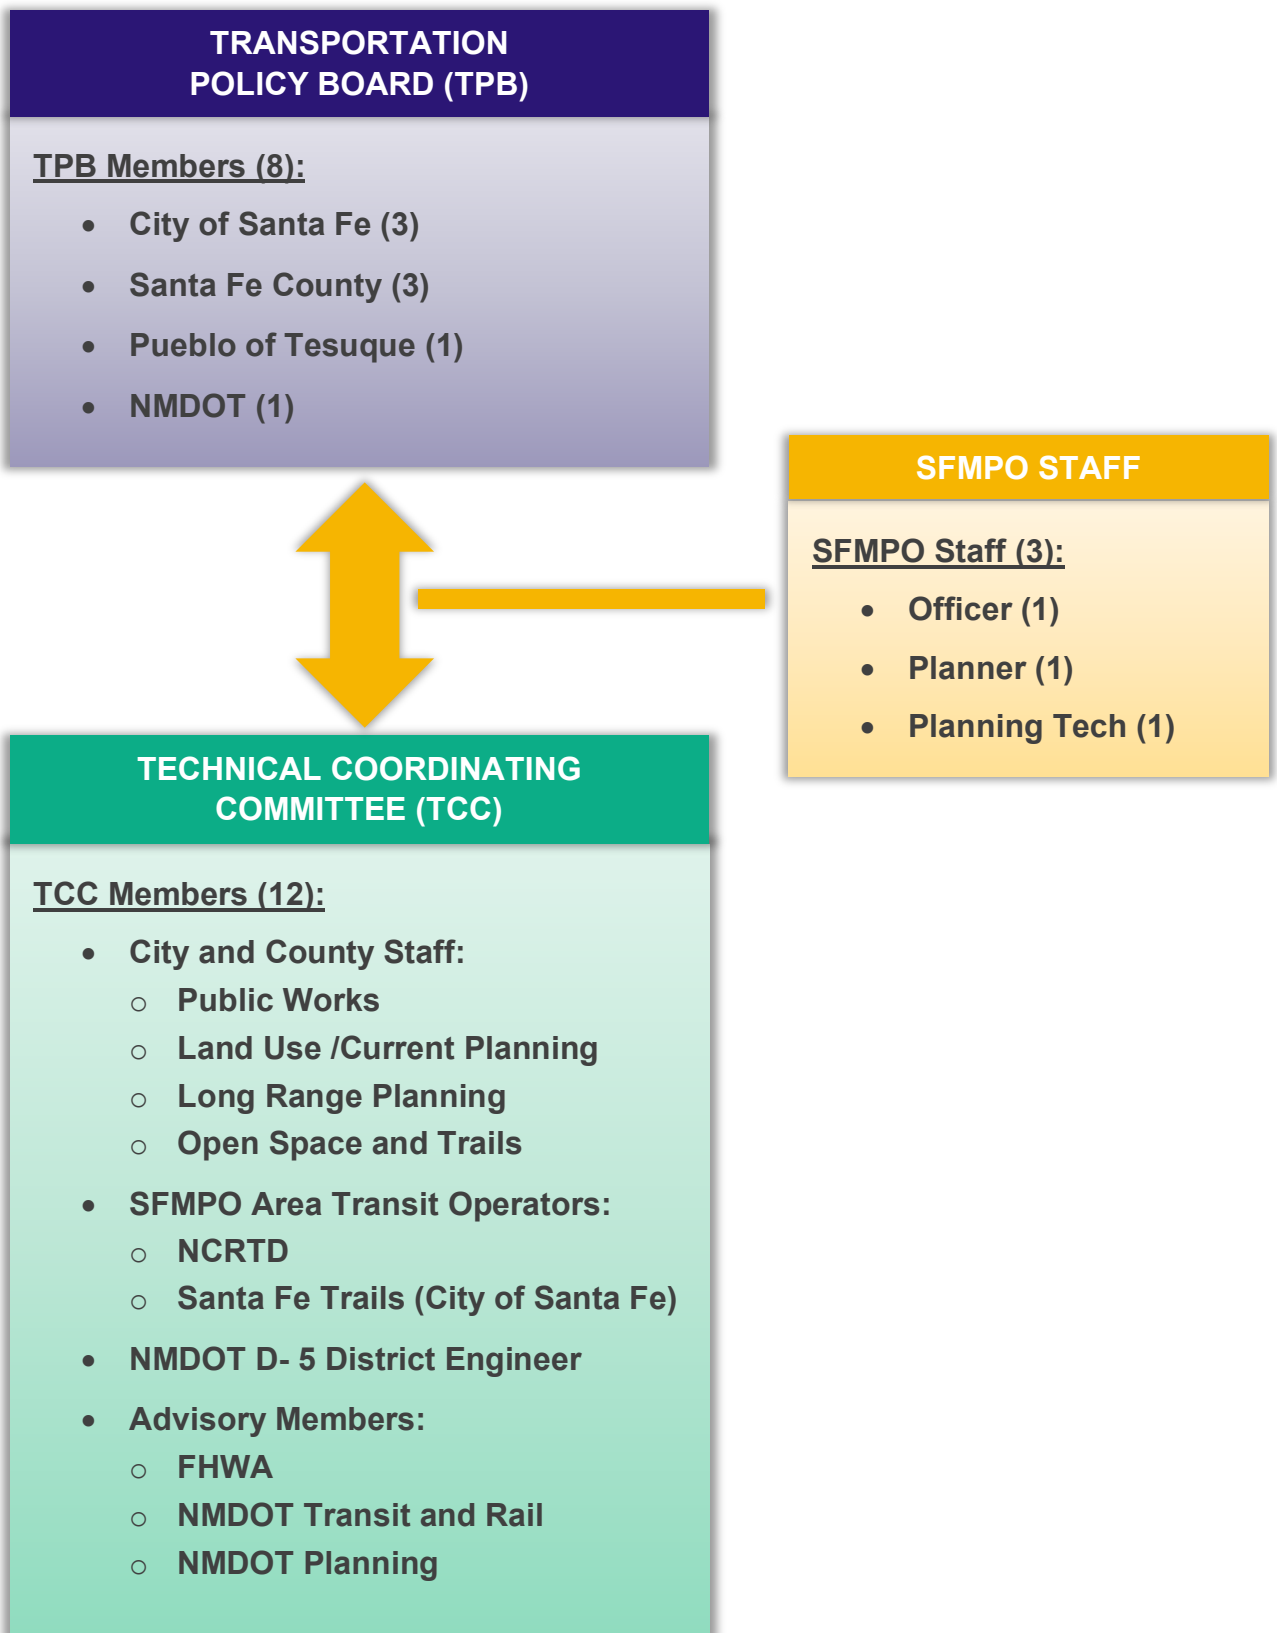 TRANSPORTATION
POLICY BOARD (TPB)
TPB Members (8):
• City of Santa Fe (3)
• Santa Fe County (3)
• Pueblo of Tesuque (1)
• NMDOT (1)
SFMPO STAFF
SFMPO Staff (3):
• Officer (1)
• Planner (1)
• Planning Tech (1)
TECHNICAL COORDINATING
COMMITTEE (TCC)
TCC Members (12):
• City and County Staff:
o Public Works
o Land Use /Current Planning
o Long Range Planning
o Open Space and Trails
• SFMPO Area Transit Operators:
o NCRTD
o Santa Fe Trails (City of Santa Fe)
• NMDOT D- 5 District Engineer
• Advisory Members:
o FHWA
o NMDOT Transit and Rail
o NMDOT Planning